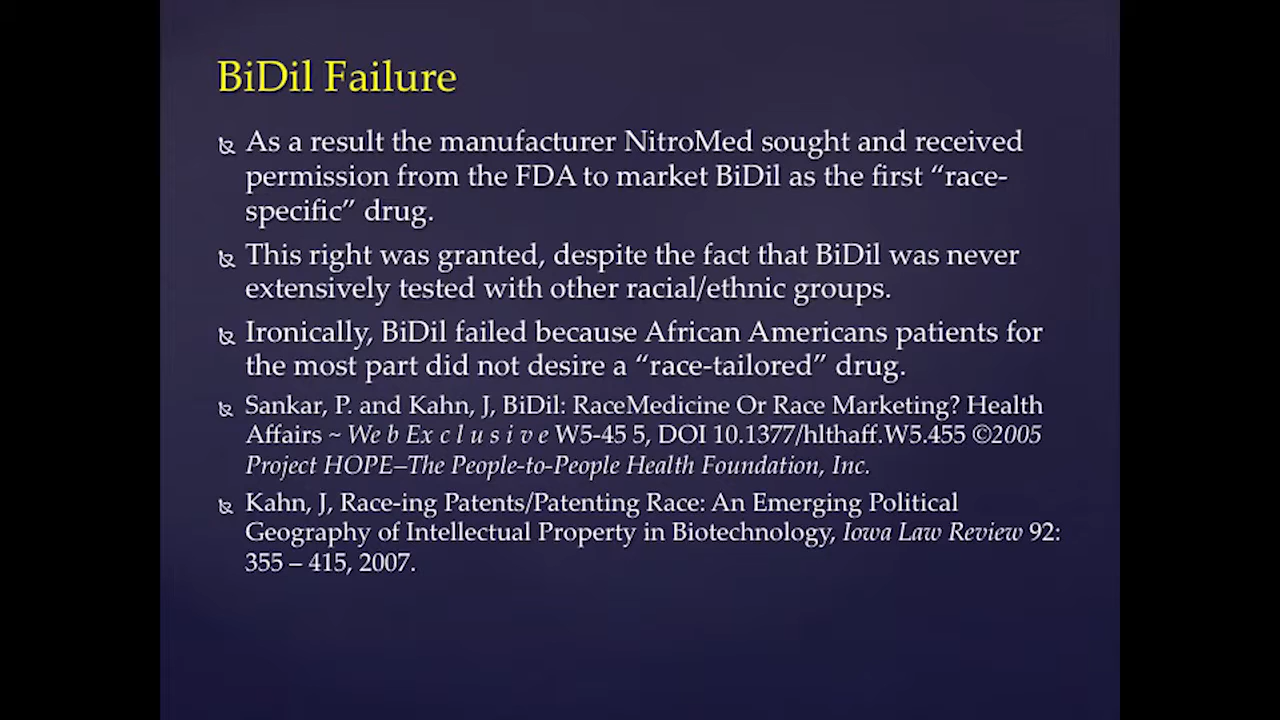 BiDil Failure
As a result the manufacturer NitroMed sought and received
permission from the FDA to market BiDil as the first “race-
specific” drug.
This right was granted, despite the fact that BiDil was never
extensively tested with other racial/ethnic groups.
Ironically, BiDil failed because African Americans patients for
the most part did not desire a “race-tailored” drug.
Sankar, P. and Kahn, J, BiDil: RaceMedicine Or Race Marketing? Health
Affairs ~ We b Ex c l u s i v e W5-45 5, DOI 10.1377/hlthaff.W5.455 ©2005
Project HOPE–The People-to-People Health Foundation, Inc.
Kahn, J, Race-ing Patents/Patenting Race: An Emerging Political
Geography of Intellectual Property in Biotechnology, Iowa Law Review 92:
355 – 415, 2007.